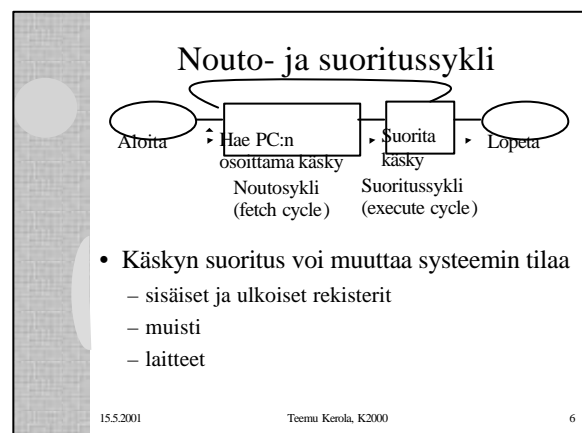 Nouto- ja suoritussykli
Aloita
Hae PC:n
osoittama käsky
Suorita
käsky
Lopeta
Noutosykli
(fetch cycle)
Suoritussykli
(execute cycle)
• Käskyn suoritus voi muuttaa systeemin tilaa
– sisäiset ja ulkoiset rekisterit
– muisti
– laitteet
15.5.2001
Teemu Kerola, K2000
6